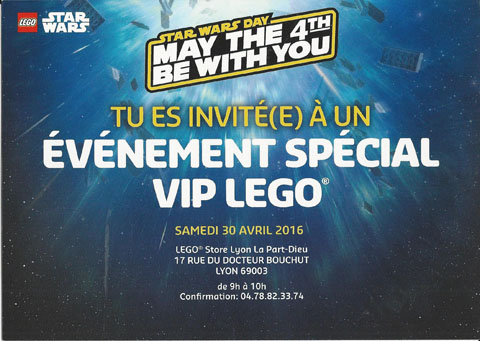 LEGO STAR WARS
STAR WARS DAY
MAY THE 4TH
BE WITH YOU
TU ES INVITÉ(E) À UN
ÉVÉNEMENT SPÉCIAL
VIP LEGO®
SAMEDI 30 AVRIL 2016
LEGO® Store Lyon La Part-Dieu
17 RUE DU DOCTEUR BOUCHUT
LYON 69003
de 9h à 10h
Confirmation: 04.78.82.33.74